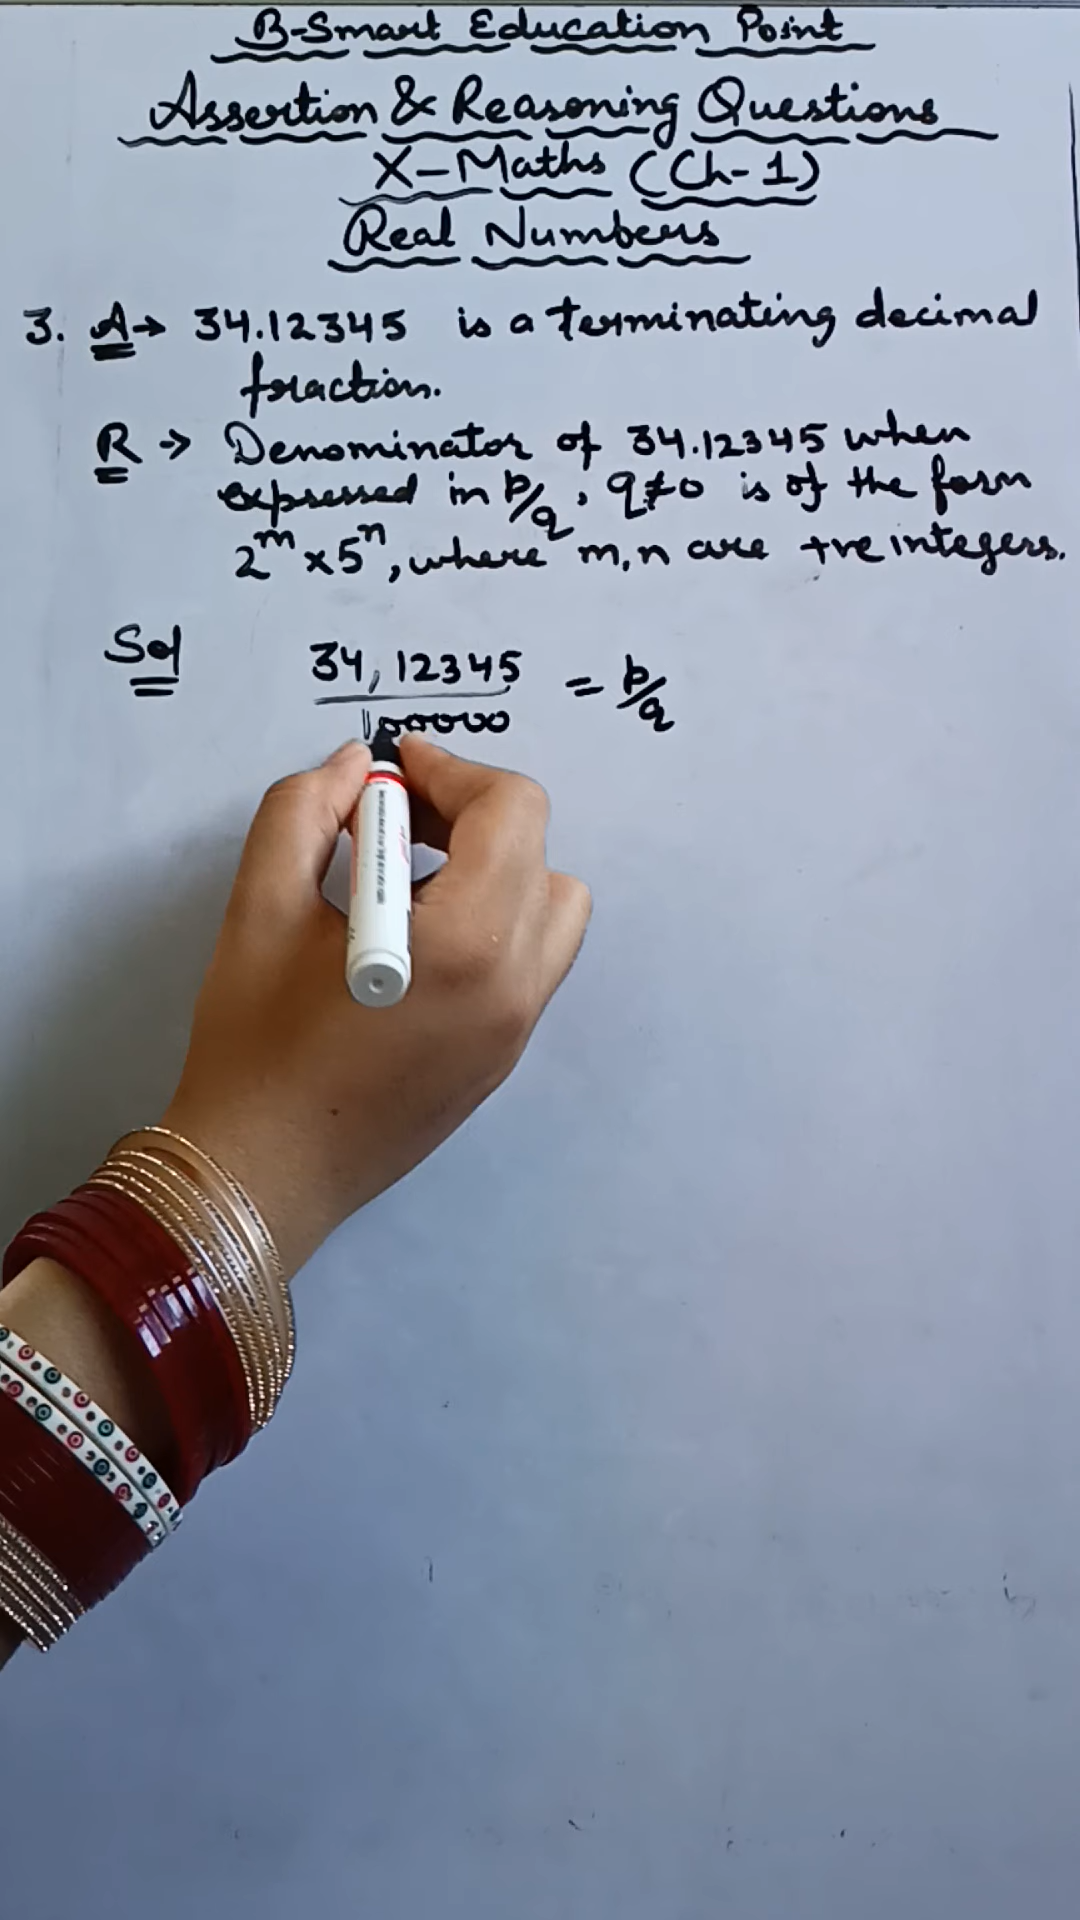 B-Smart Education Point
Assertion & Reasoning Questions
X-Maths (Ch-1)
Real Numbers
3. A→ 34.12345 is a terminating decimal
fraction.
R → Denominator of 34.12345 when
expressed in p/q, q≠0 is of the form
2^m × 5^n, where m, n are +ve integers.
Sol 34,12345 = p/q
100000